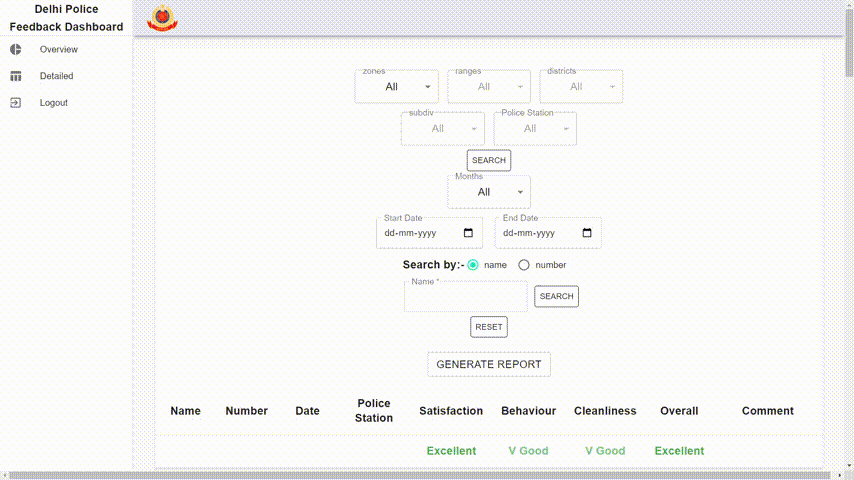 Delhi Police
Feedback Dashboard
Overview
Detailed
Logout
zones
ranges
districts
All
All
All
subdiv
Police Station
All
All
SEARCH
Months
All
Start Date
End Date
dd-mm-yyyy
dd-mm-yyyy
Search by:- name number
Name *
SEARCH
RESET
GENERATE REPORT
Name Number Date Police Station Satisfaction Behaviour Cleanliness Overall Comment
Excellent V Good V Good Excellent